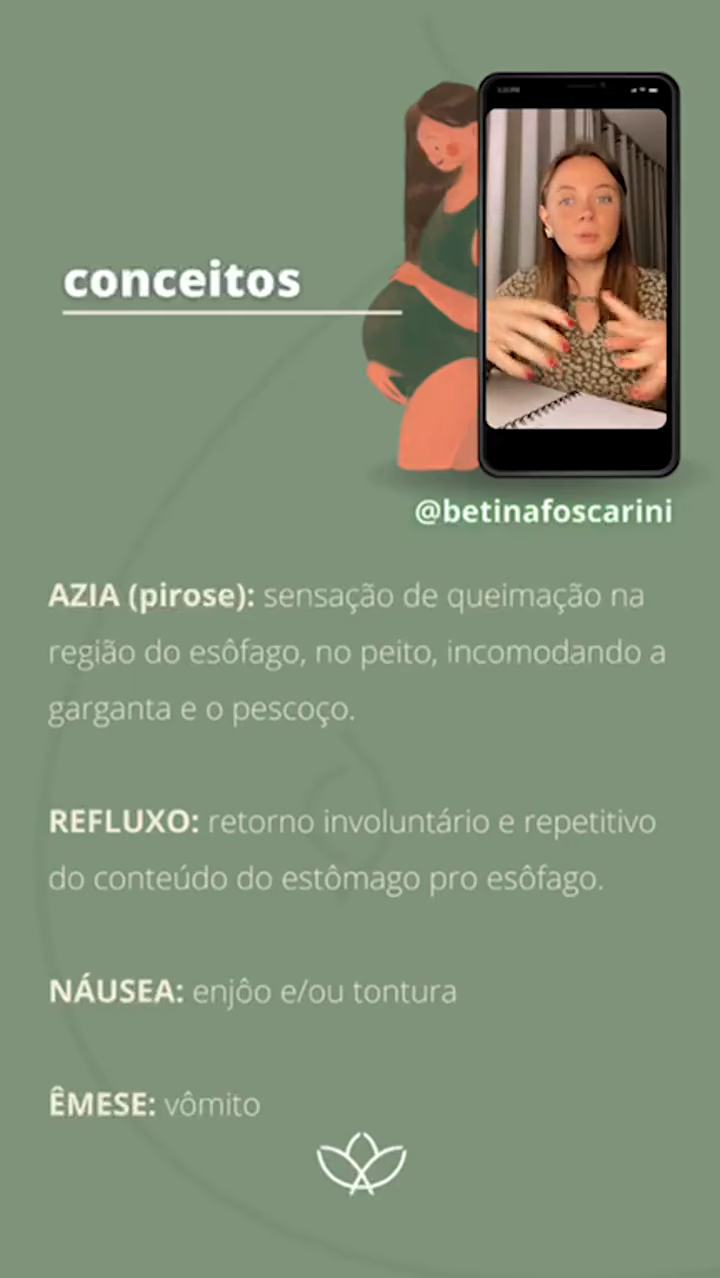 conceitos
@betinafoscarini
AZIA (pirose): sensação de queimação na
região do esôfago, no peito, incomodando a
garganta e o pescoço.
REFLUXO: retorno involuntário e repetitivo
do conteúdo do estômago pro esôfago.
NÁUSEA: enjôo e/ou tontura
ÊMESE: vômito